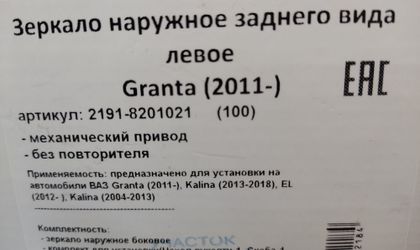 Зеркало наружное заднего вида
левое
Granta (2011-)
EAC
артикул: 2191-8201021 (100)
- механический привод
- без повторителя
Применяемость: предназначено для установки на
автомобили ВАЗ Granta (2011-), Kalina (2013-2018), EL
(2012- ), Kalina (2004-2013)
Комплектность:
- зеркало наружное боковое